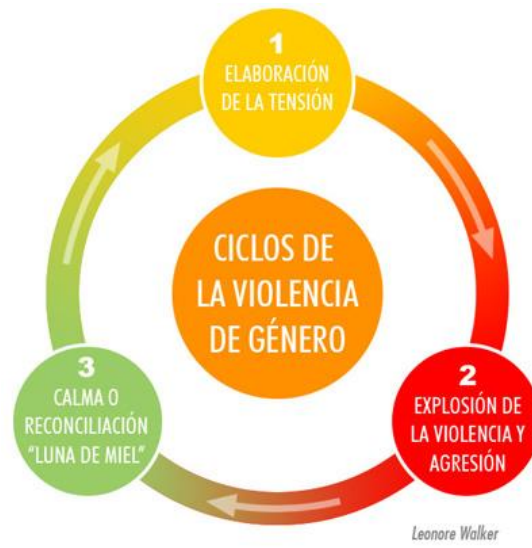 1
ELABORACIÓN
DE LA TENSIÓN
CICLOS DE
LA VIOLENCIA
DE GÉNERO
2
EXPLOSIÓN DE
LA VIOLENCIA Y
AGRESIÓN
3
CALMA O
RECONCILIACIÓN
"LUNA DE MIEL"
Leonore Walker